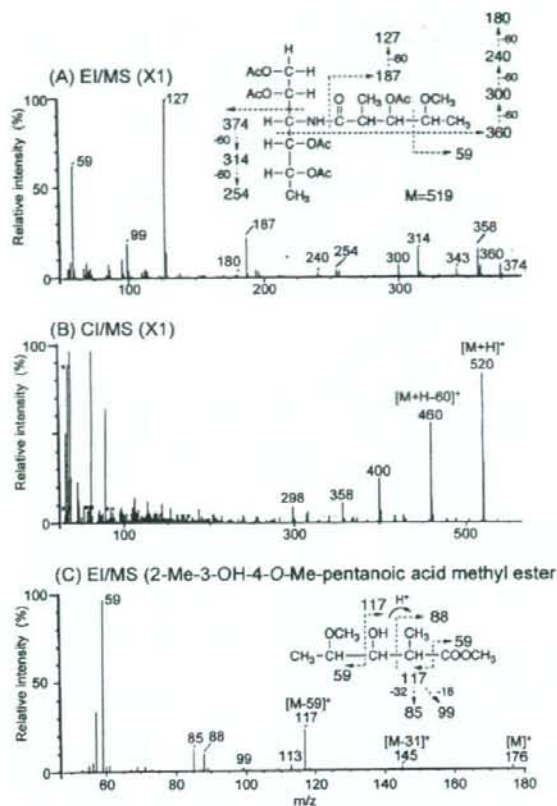 (A) EI/MS (X1)
Relative intensity (%)
100
50
0
59
99
127
187
180
240
254
300
314
343
358
360
374
100
200
300
H
H–C–H
AcO–C–H
AcO–C–H
H–C–NH–C–CH–CH–CH–CH₃
O CH₃ OAc OCH₃
H–C–OAc
H–C–OAc
CH₃
127
-60
187
180
-60
240
-60
300
-60
360
59
374
-60
314
-60
254
M=519
(B) CI/MS (X1)
Relative intensity (%)
100
50
0
298
358
400
[M+H-60]⁺
460
[M+H]⁺
520
100
300
500
(C) EI/MS (2-Me-3-OH-4-O-Me-pentanoic acid methyl ester
Relative intensity (%)
100
50
0
59
85
88
99
113
[M-59]⁺
117
[M-31]⁺
145
[M]⁺
176
117
H⁺
88
OCH₃ OH CH₃
59
CH₃–CH–CH–CH–COOCH₃
59
117
-32
-18
85
99
60
80
100
120
140
160
180
m/z